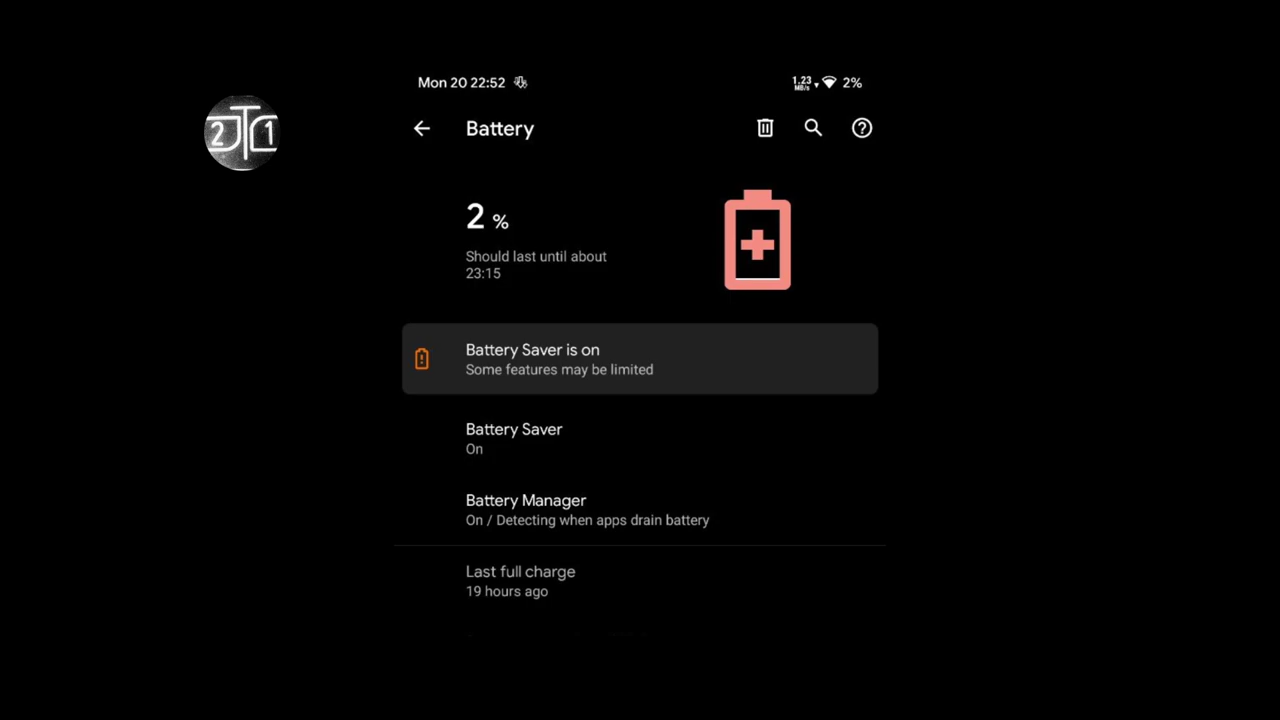 Mon 20 22:52
1.23
MB/s
2%
2 1
Battery
2 %
Should last until about
23:15
Battery Saver is on
Some features may be limited
Battery Saver
On
Battery Manager
On / Detecting when apps drain battery
Last full charge
19 hours ago